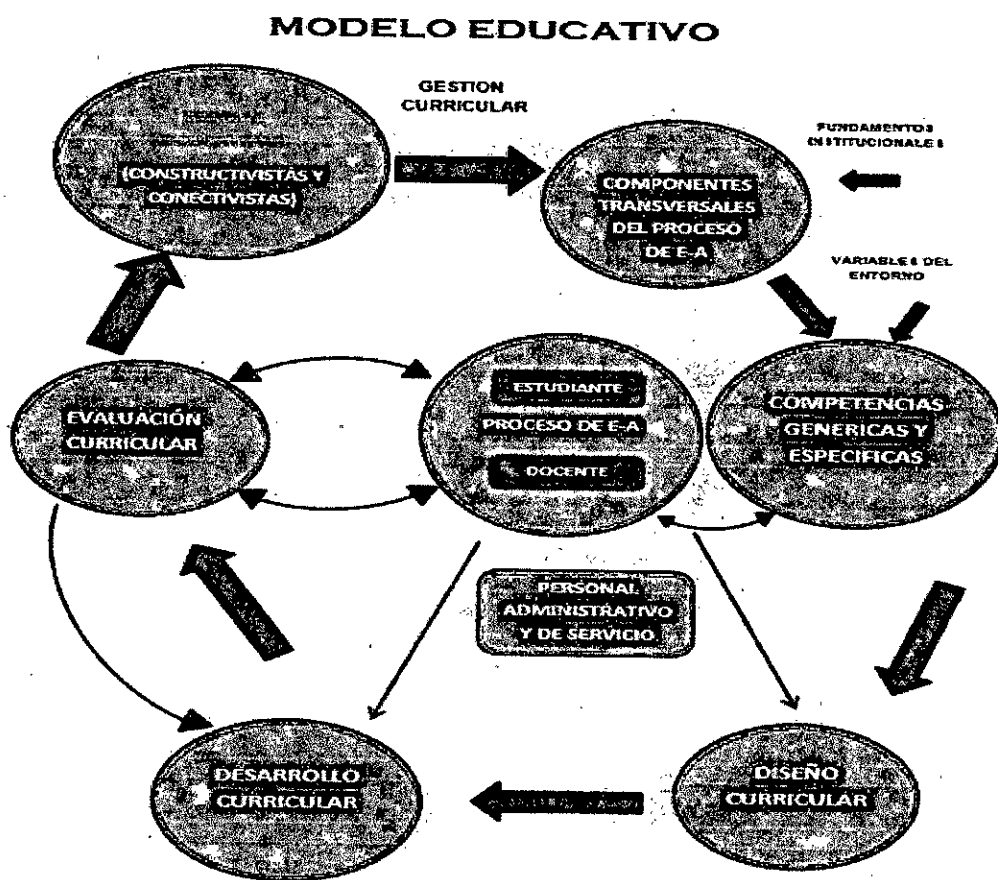 MODELO EDUCATIVO
GESTION
CURRICULAR
(CONSTRUCTIVISTAS Y
CONECTIVISTAS)
FUNDAMENTOS
INSTITUCIONALES
COMPONENTES
TRANSVERSALES
DEL PROCESO
DE E-A
VARIABLES DEL
ENTORNO
EVALUACIÓN
CURRICULAR
ESTUDIANTE
PROCESO DE E-A
DOCENTE
COMPETENCIAS
GENERICAS Y
ESPECIFICAS
PERSONAL
ADMINISTRATIVO
Y DE SERVICIO
DESARROLLO
CURRICULAR
DISEÑO
CURRICULAR